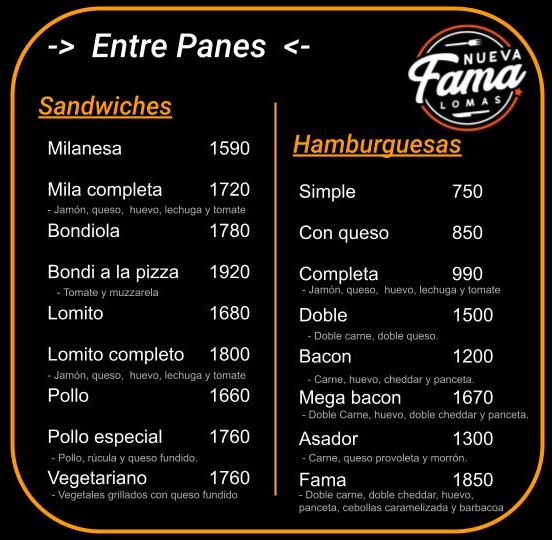 -> Entre Panes <-
NUEVA
Fama
LOMAS
Sandwiches
Milanesa 1590
Mila completa 1720
- Jamón, queso, huevo, lechuga y tomate
Bondiola 1780
Bondi a la pizza 1920
- Tomate y muzzarela
Lomito 1680
Lomito completo 1800
- Jamón, queso, huevo, lechuga y tomate
Pollo 1660
Pollo especial 1760
- Pollo, rúcula y queso fundido.
Vegetariano 1760
- Vegetales grillados con queso fundido
Hamburguesas
Simple 750
Con queso 850
Completa 990
- Jamón, queso, huevo, lechuga y tomate
Doble 1500
- Doble carne, doble queso.
Bacon 1200
- Carne, huevo, cheddar y panceta.
Mega bacon 1670
- Doble Carne, huevo, doble cheddar y panceta.
Asador 1300
- Carne, queso provoleta y morrón.
Fama 1850
- Doble carne, doble cheddar, huevo,
panceta, cebollas caramelizada y barbacoa